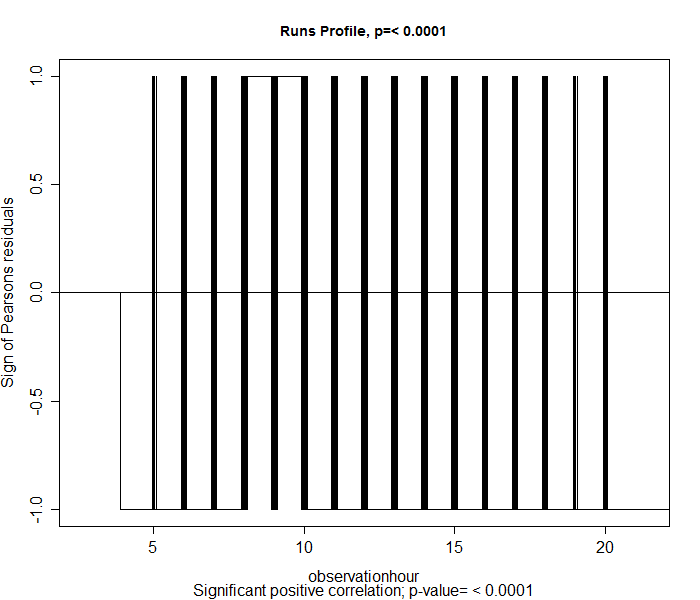 Runs Profile, p=< 0.0001
Sign of Pearsons residuals
1.0
0.5
0.0
-0.5
-1.0
5 10 15 20
observationhour
Significant positive correlation; p-value= < 0.0001